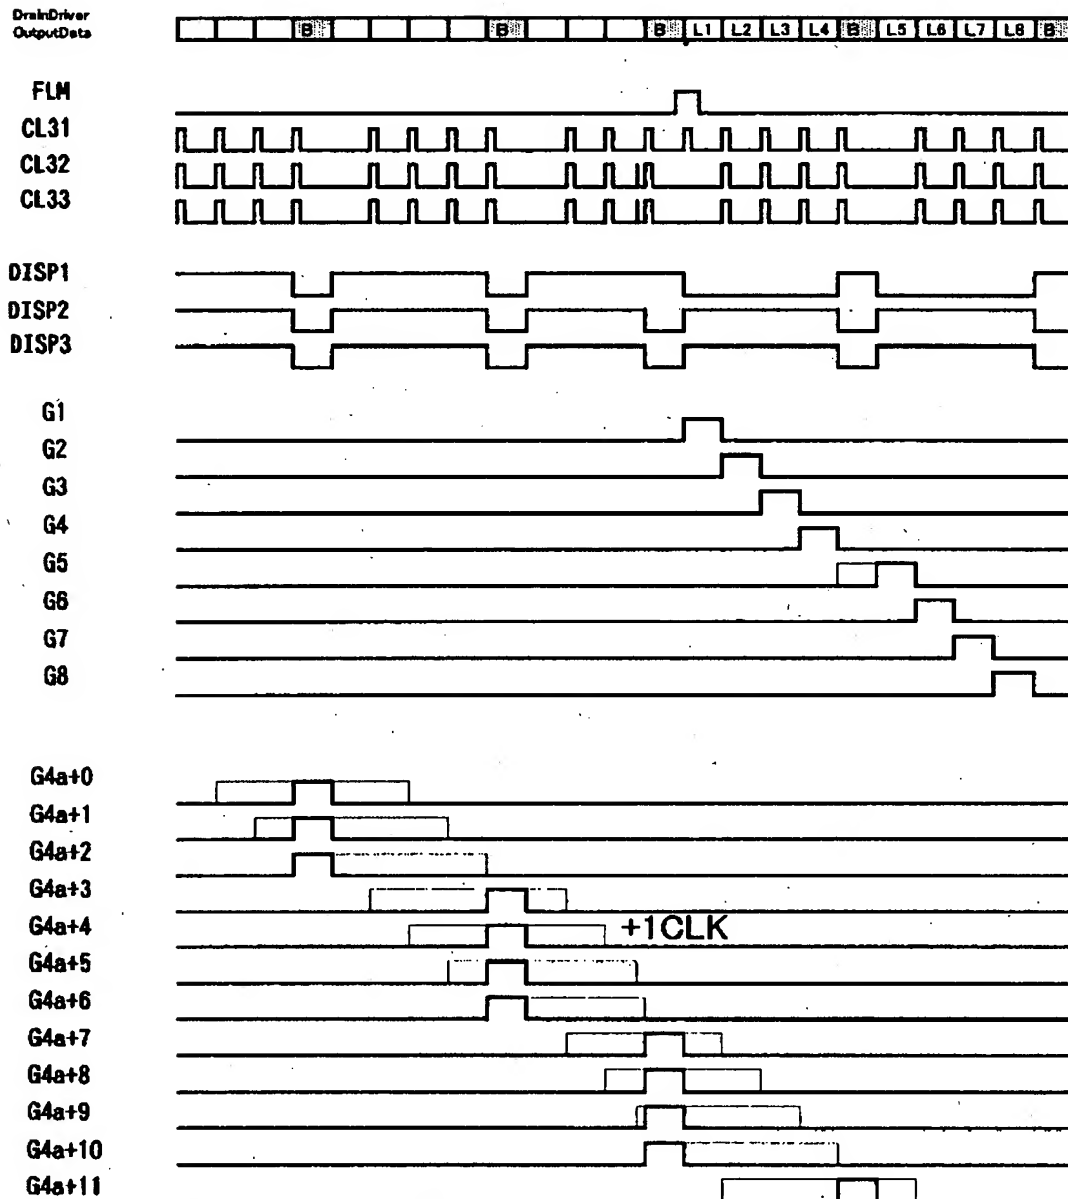 DrainDriver
OutputData
B B B L1 L2 L3 L4 B L5 L6 L7 L8 B
FLM
CL31
CL32
CL33
DISP1
DISP2
DISP3
G1
G2
G3
G4
G5
G6
G7
G8
G4a+0
G4a+1
G4a+2
G4a+3
G4a+4 +1CLK
G4a+5
G4a+6
G4a+7
G4a+8
G4a+9
G4a+10
G4a+11